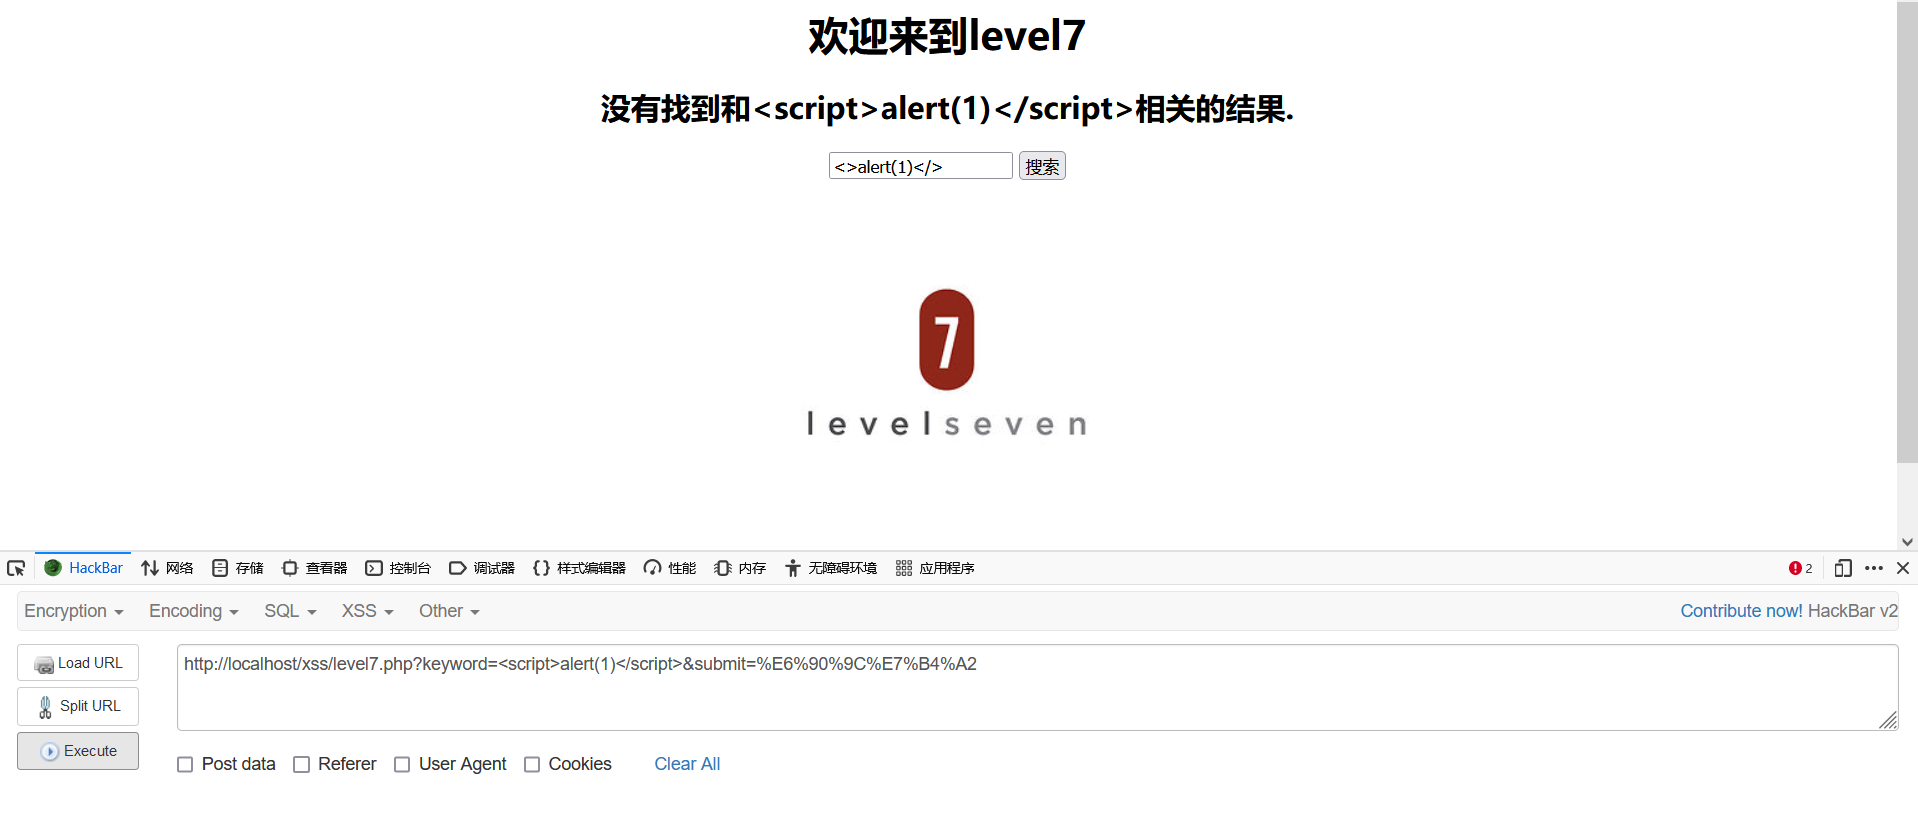 欢迎来到level7
没有找到和<script>alert(1)</script>相关的结果.
<>alert(1)</> 搜索
7
levelseven
HackBar 网络 存储 查看器 控制台 调试器 {} 样式编辑器 性能 内存 无障碍环境 应用程序 2
Encryption Encoding SQL XSS Other Contribute now! HackBar v2
Load URL http://localhost/xss/level7.php?keyword=<script>alert(1)</script>&submit=%E6%90%9C%E7%B4%A2
Split URL
Execute
Post data Referer User Agent Cookies Clear All